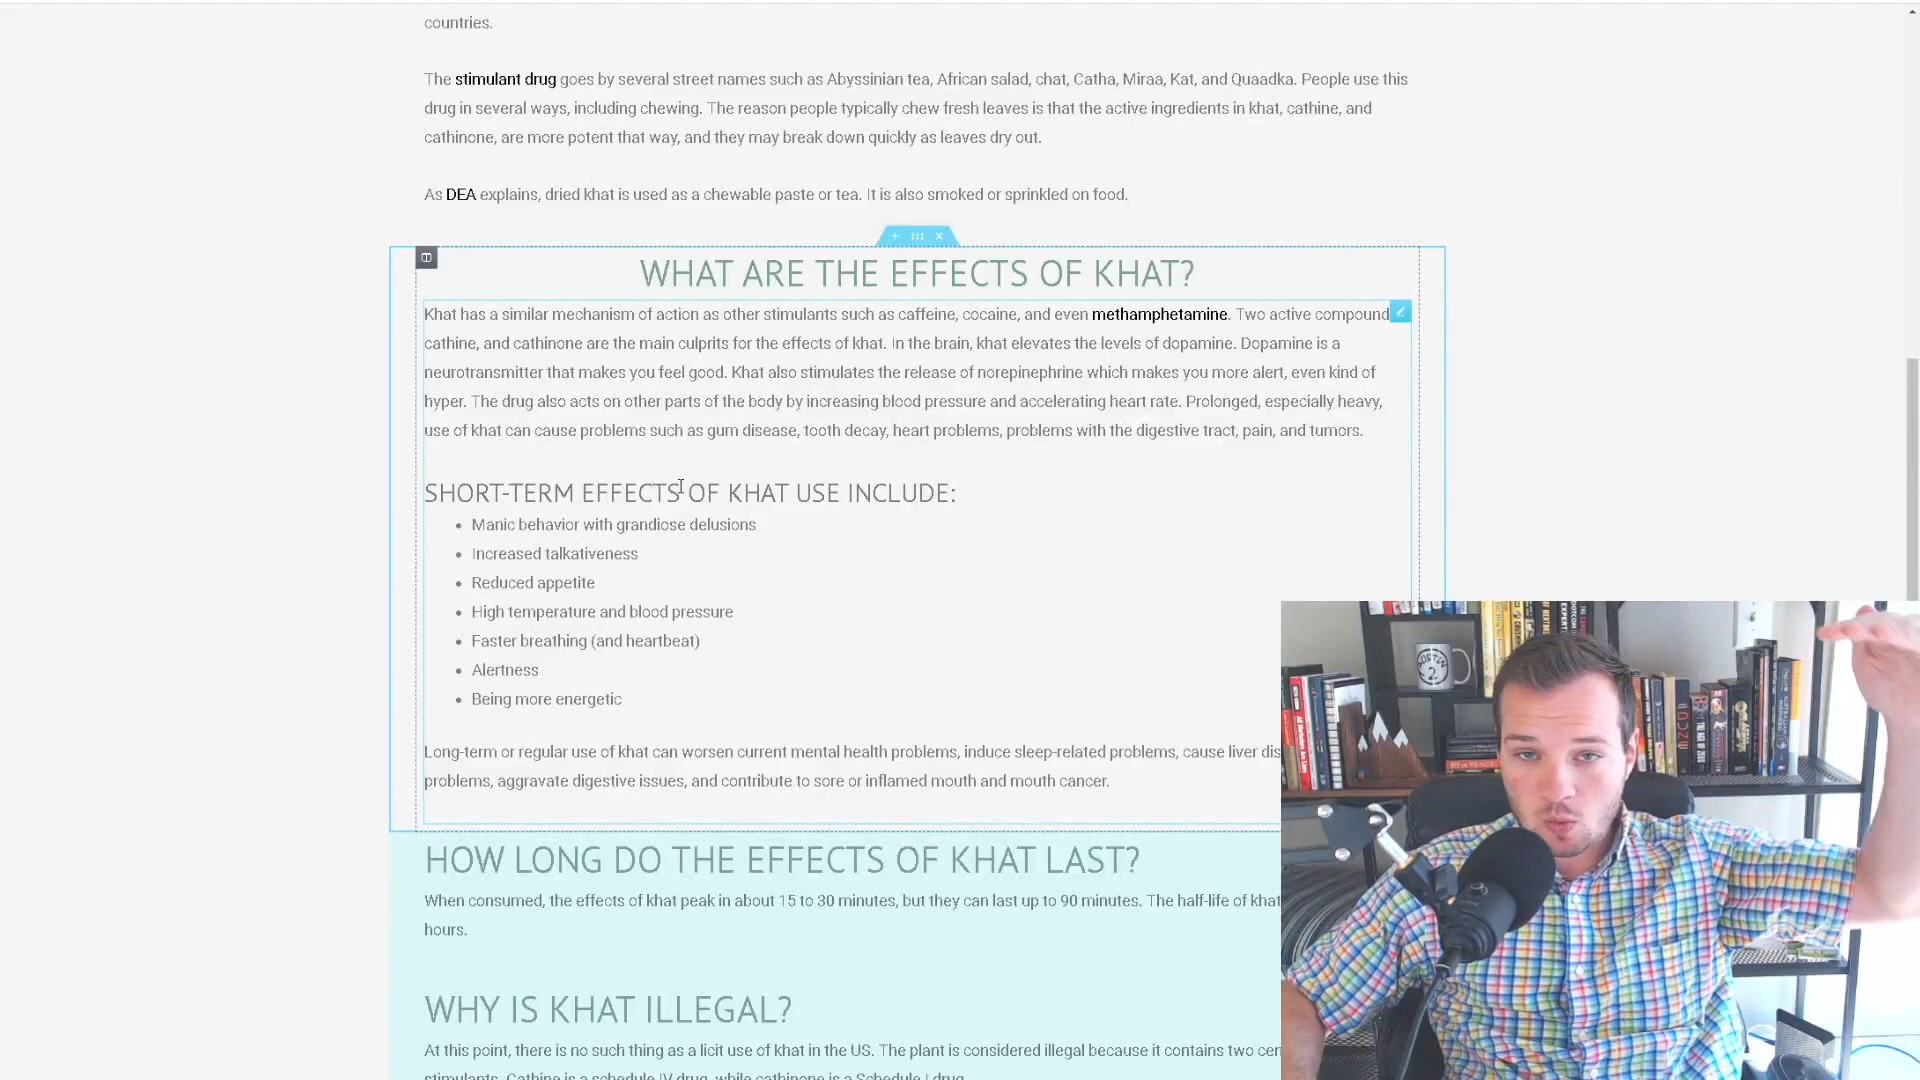 countries.
The stimulant drug goes by several street names such as Abyssinian tea, African salad, chat, Catha, Miraa, Kat, and Quaadka. People use this
drug in several ways, including chewing. The reason people typically chew fresh leaves is that the active ingredients in khat, cathine, and
cathinone, are more potent that way, and they may break down quickly as leaves dry out.
As DEA explains, dried khat is used as a chewable paste or tea. It is also smoked or sprinkled on food.
WHAT ARE THE EFFECTS OF KHAT?
Khat has a similar mechanism of action as other stimulants such as caffeine, cocaine, and even methamphetamine. Two active compound
cathine, and cathinone are the main culprits for the effects of khat. In the brain, khat elevates the levels of dopamine. Dopamine is a
neurotransmitter that makes you feel good. Khat also stimulates the release of norepinephrine which makes you more alert, even kind of
hyper. The drug also acts on other parts of the body by increasing blood pressure and accelerating heart rate. Prolonged, especially heavy,
use of khat can cause problems such as gum disease, tooth decay, heart problems, problems with the digestive tract, pain, and tumors.
SHORT-TERM EFFECTS OF KHAT USE INCLUDE:
Manic behavior with grandiose delusions
Increased talkativeness
Reduced appetite
High temperature and blood pressure
Faster breathing (and heartbeat)
Alertness
Being more energetic
Long-term or regular use of khat can worsen current mental health problems, induce sleep-related problems, cause liver dis
problems, aggravate digestive issues, and contribute to sore or inflamed mouth and mouth cancer.
HOW LONG DO THE EFFECTS OF KHAT LAST?
When consumed, the effects of khat peak in about 15 to 30 minutes, but they can last up to 90 minutes. The half-life of khat
hours.
WHY IS KHAT ILLEGAL?
At this point, there is no such thing as a licit use of khat in the US. The plant is considered illegal because it contains two cen
stimulants. Cathine is a schedule IV drug, while cathinone is a Schedule I drug.
AUSTIN
2
DUNE